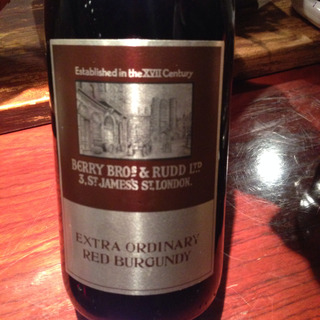 Established in the XVII Century
BERRY BROS & RUDD LTD
3, ST JAMES'S ST. LONDON.
EXTRA ORDINARY
RED BURGUNDY